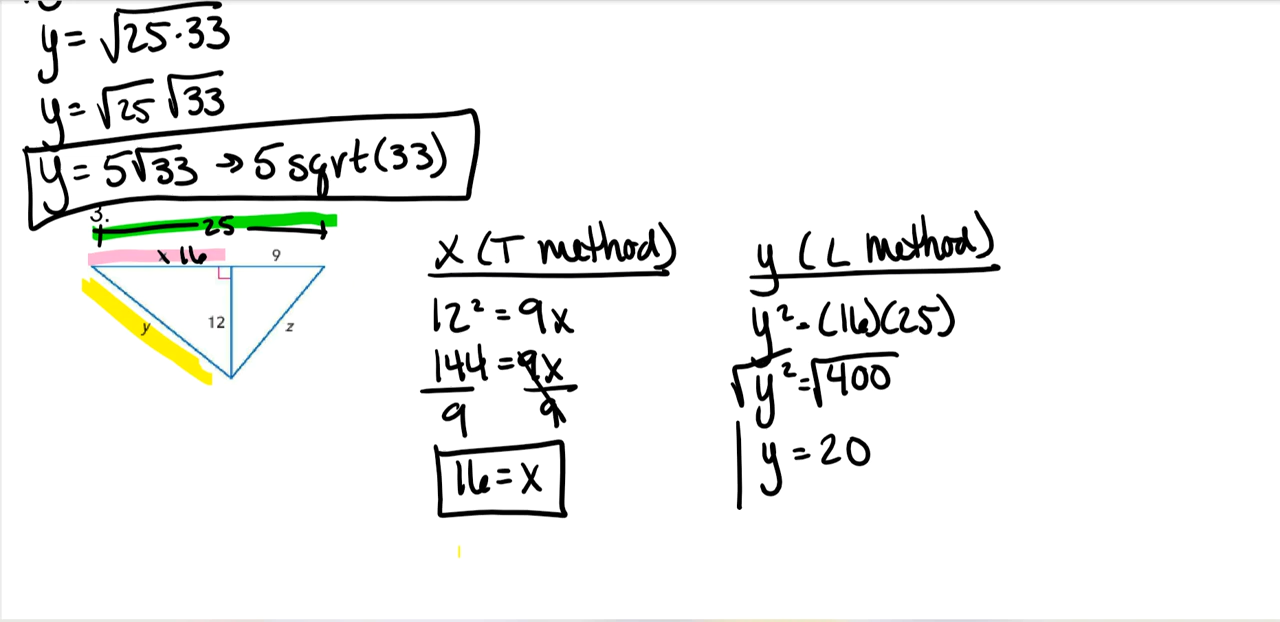 y = √25·33
y = √25 √33
y = 5√33 → 5 sqrt(33)
3.
25
x 16 9
y 12 z
x (T method)
12² = 9x
144 = 9x
9 9
16 = x
y (L method)
y² = (16)(25)
√y² = √400
y = 20